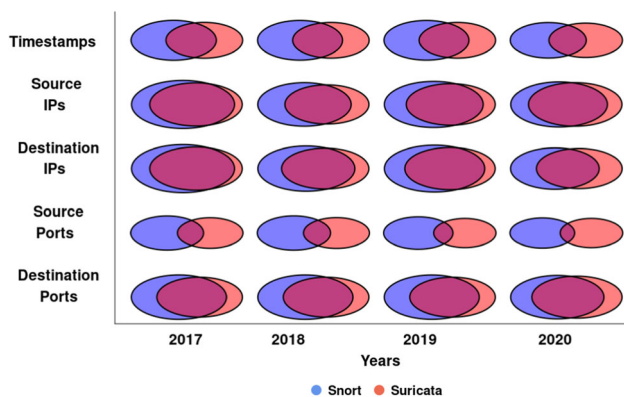 Timestamps
Source
IPs
Destination
IPs
Source
Ports
Destination
Ports
2017 2018 2019 2020
Years
Snort Suricata